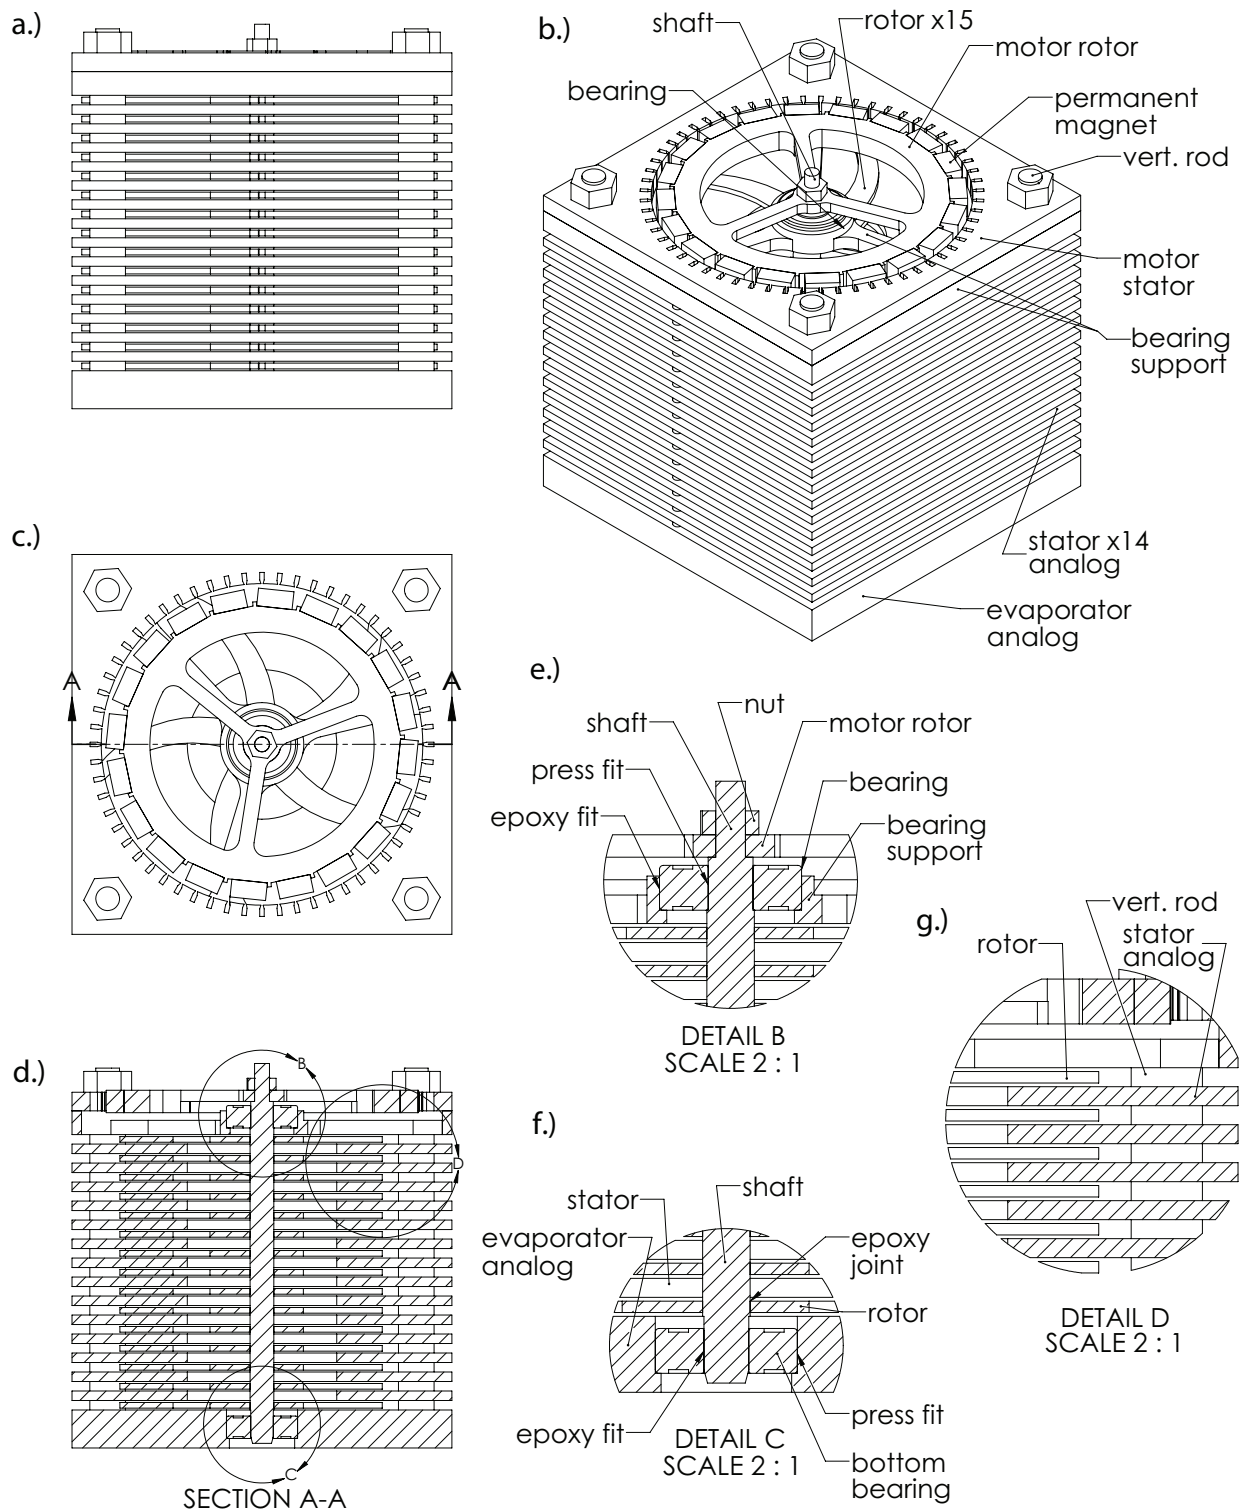 a.)
b.)
shaft
rotor x15
motor rotor
bearing
permanent
magnet
vert. rod
motor
stator
bearing
support
stator x14
analog
evaporator
analog
c.)
A
A
e.)
nut
shaft
motor rotor
press fit
bearing
epoxy fit
bearing
support
DETAIL B
SCALE 2 : 1
g.)
vert. rod
stator
analog
rotor
DETAIL D
SCALE 2 : 1
d.)
B
D
C
SECTION A-A
f.)
shaft
stator
evaporator
analog
epoxy
joint
rotor
epoxy fit
press fit
DETAIL C
SCALE 2 : 1
bottom
bearing